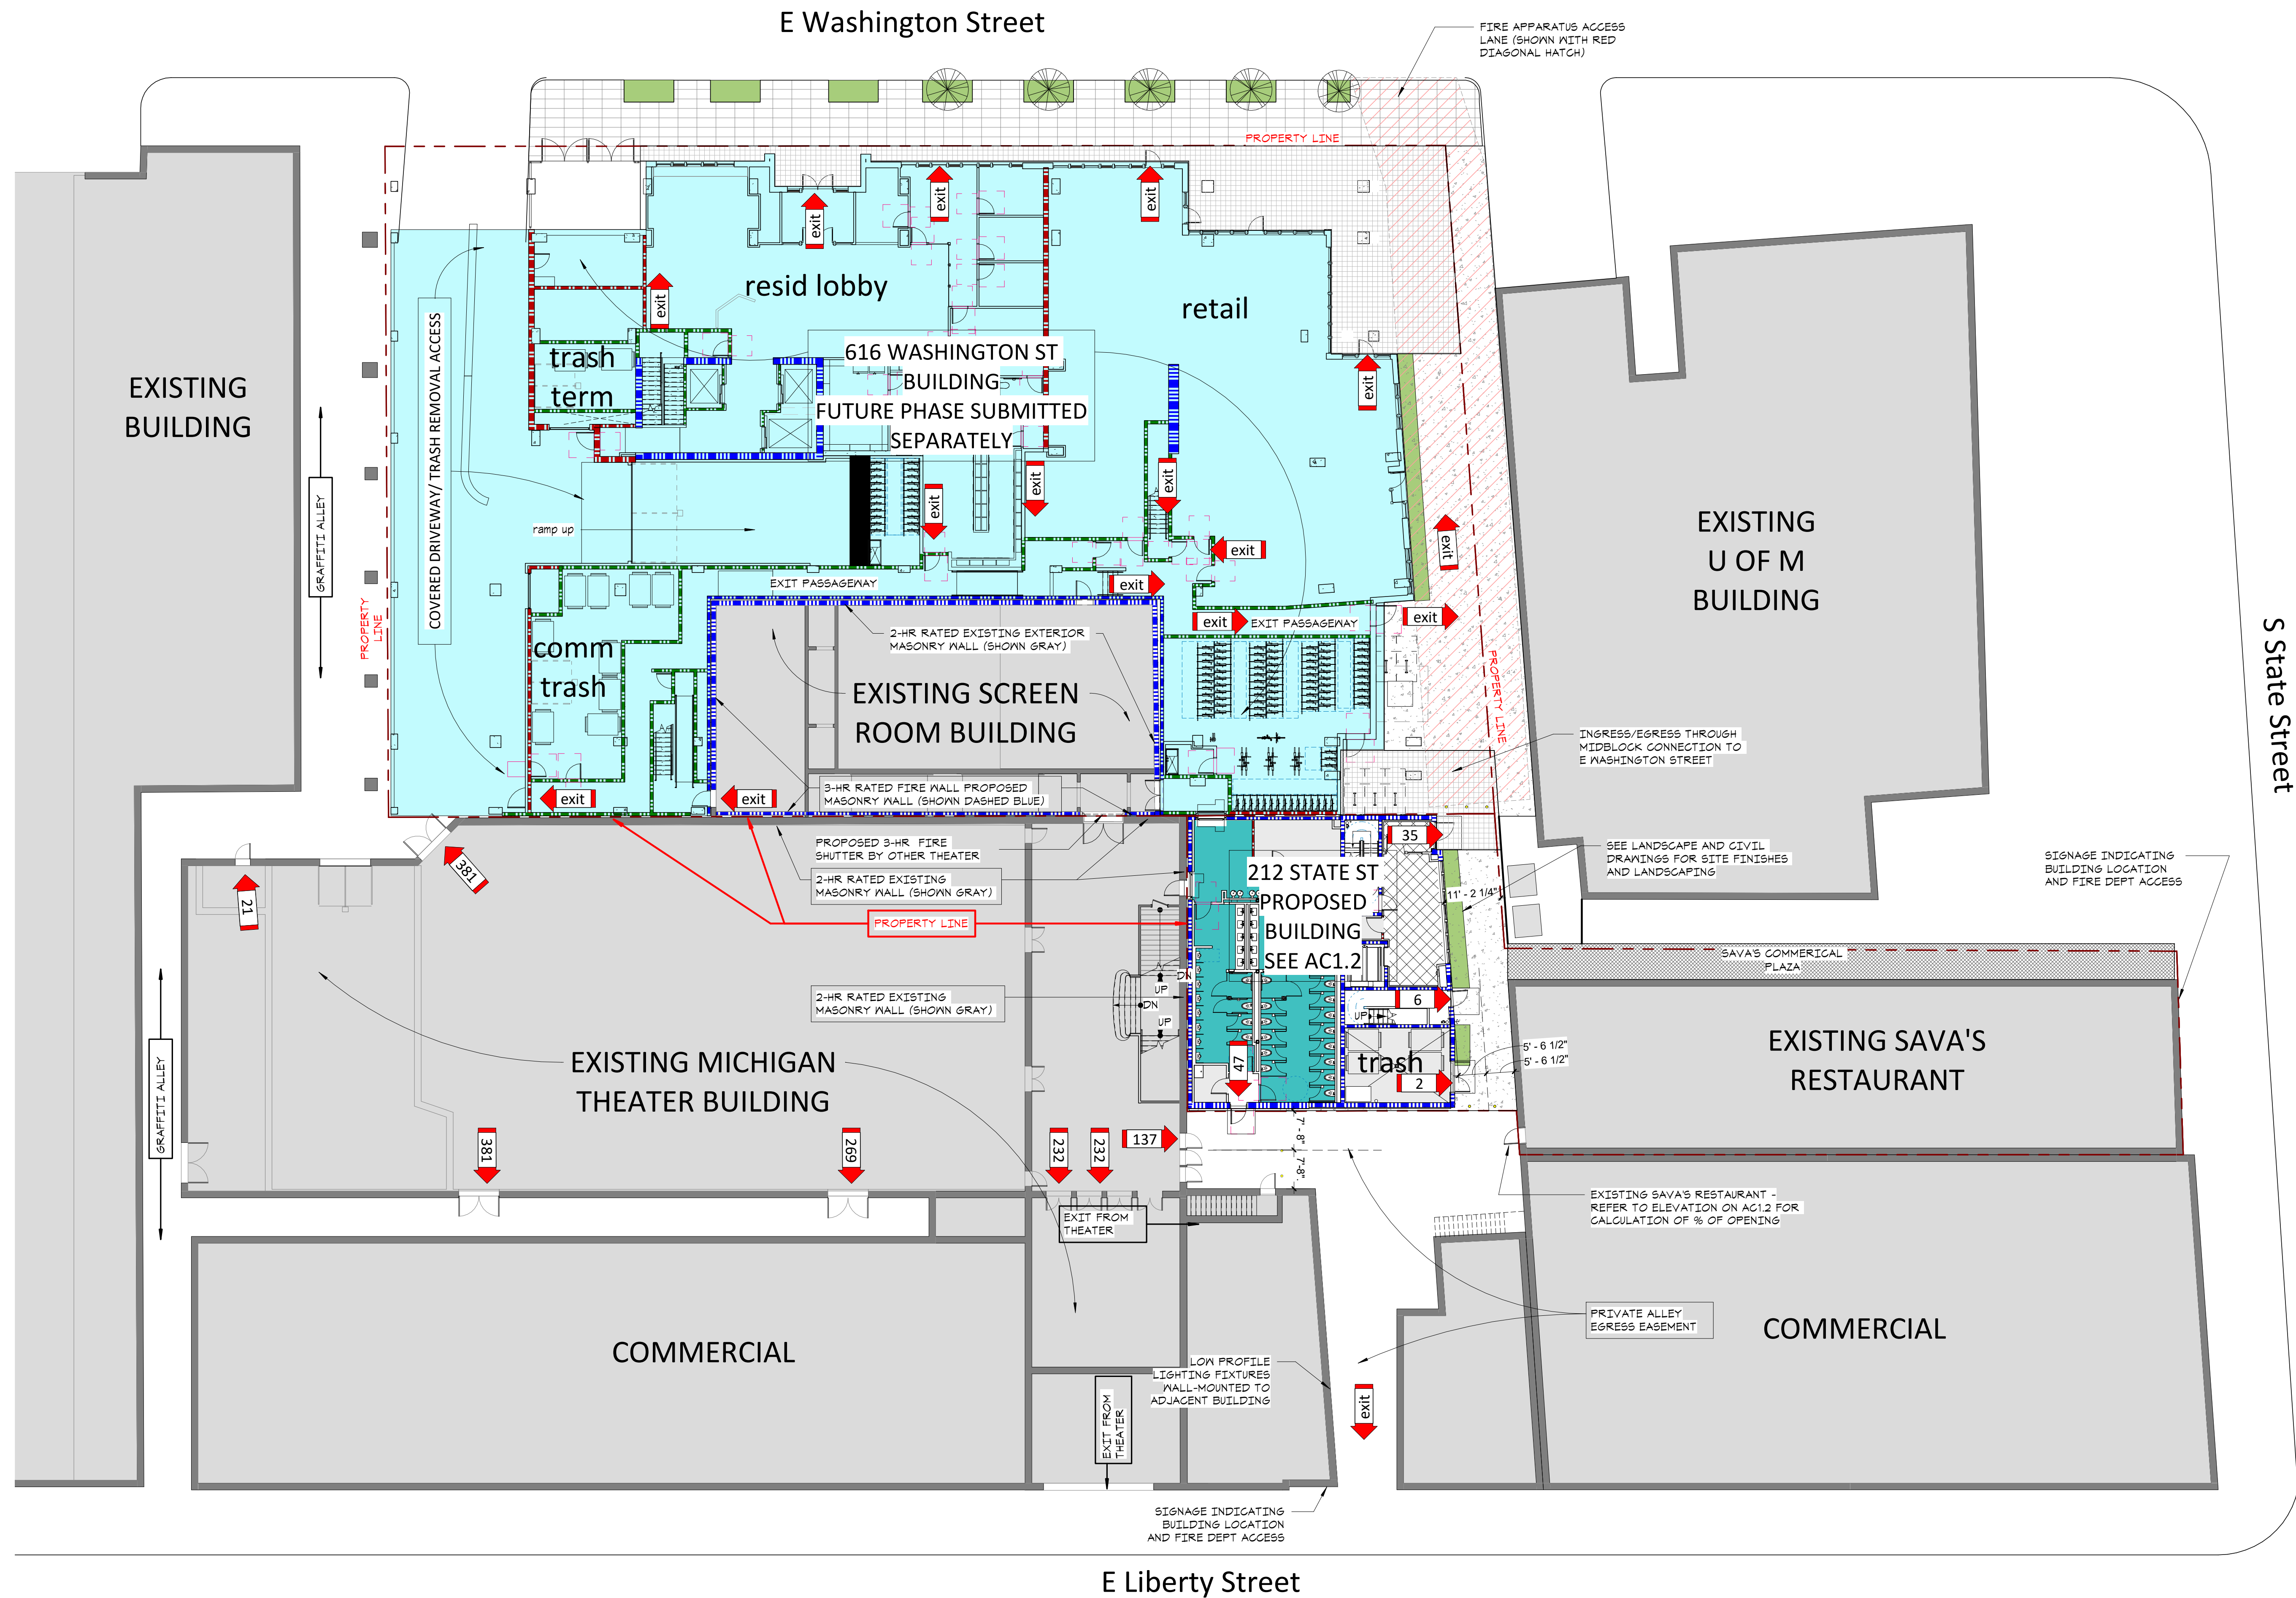 E Washington Street
FIRE APPARATUS ACCESS
LANE (SHOWN WITH RED
DIAGONAL HATCH)
PROPERTY LINE
exit
exit
exit
exit
resid lobby
retail
exit
COVERED DRIVEWAY/ TRASH REMOVAL ACCESS
trash
term
616 WASHINGTON ST
BUILDING
FUTURE PHASE SUBMITTED
SEPARATELY
EXISTING
BUILDING
GRAFFITI ALLEY
ramp up
exit
exit
exit
exit
exit
EXISTING
U OF M
BUILDING
PROPERTY
LINE
EXIT PASSAGEWAY
exit
exit
EXIT PASSAGEWAY
exit
2-HR RATED EXISTING EXTERIOR
MASONRY WALL (SHOWN GRAY)
comm
trash
EXISTING SCREEN
ROOM BUILDING
PROPERTY LINE
S State Street
INGRESS/EGRESS THROUGH
MIDBLOCK CONNECTION TO
E WASHINGTON STREET
exit
exit
3-HR RATED FIRE WALL PROPOSED
MASONRY WALL (SHOWN DASHED BLUE)
PROPOSED 3-HR FIRE
SHUTTER BY OTHER THEATER
35
381
21
2-HR RATED EXISTING
MASONRY WALL (SHOWN GRAY)
212 STATE ST
PROPOSED
BUILDING
SEE AC1.2
SEE LANDSCAPE AND CIVIL
DRAWINGS FOR SITE FINISHES
AND LANDSCAPING
SIGNAGE INDICATING
BUILDING LOCATION
AND FIRE DEPT ACCESS
11' - 2 1/4"
PROPERTY LINE
SAVA'S COMMERICAL
PLAZA
DN
UP
DN
UP
2-HR RATED EXISTING
MASONRY WALL (SHOWN GRAY)
6
UP
GRAFFITI ALLEY
EXISTING MICHIGAN
THEATER BUILDING
47
trash
2
5' - 6 1/2"
5' - 6 1/2"
EXISTING SAVA'S
RESTAURANT
381
269
232
232
137
7' - 8"
7'-8"
EXISTING SAVA'S RESTAURANT -
REFER TO ELEVATION ON AC1.2 FOR
CALCULATION OF % OF OPENING
EXIT FROM
THEATER
PRIVATE ALLEY
EGRESS EASEMENT
COMMERCIAL
COMMERCIAL
LOW PROFILE
LIGHTING FIXTURES
WALL-MOUNTED TO
ADJACENT BUILDING
EXIT FROM
THEATER
exit
SIGNAGE INDICATING
BUILDING LOCATION
AND FIRE DEPT ACCESS
E Liberty Street